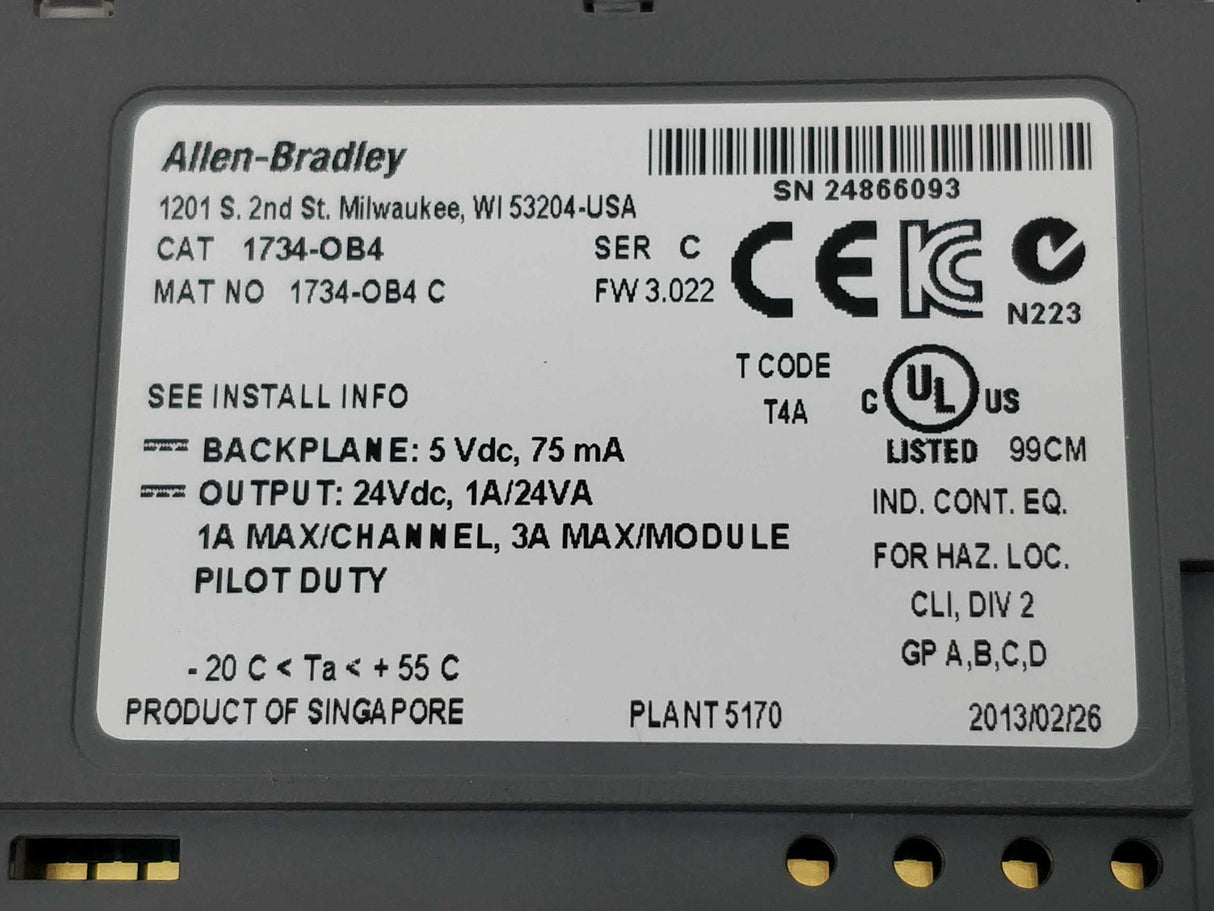 Allen-Bradley
1201 S. 2nd St. Milwaukee, WI 53204-USA
CAT 1734-OB4
MAT NO 1734-OB4 C
SER C
FW 3.022
SN 24866093
CE
KC
N223
T CODE
T4A
C UL US
LISTED 99CM
IND. CONT. EQ.
FOR HAZ. LOC.
CLI, DIV 2
GP A,B,C,D
SEE INSTALL INFO
BACKPLANE: 5 Vdc, 75 mA
OUTPUT: 24Vdc, 1A/24VA
1A MAX/CHANNEL, 3A MAX/MODULE
PILOT DUTY
- 20 C < Ta < + 55 C
PRODUCT OF SINGAPORE
PLANT 5170
2013/02/26